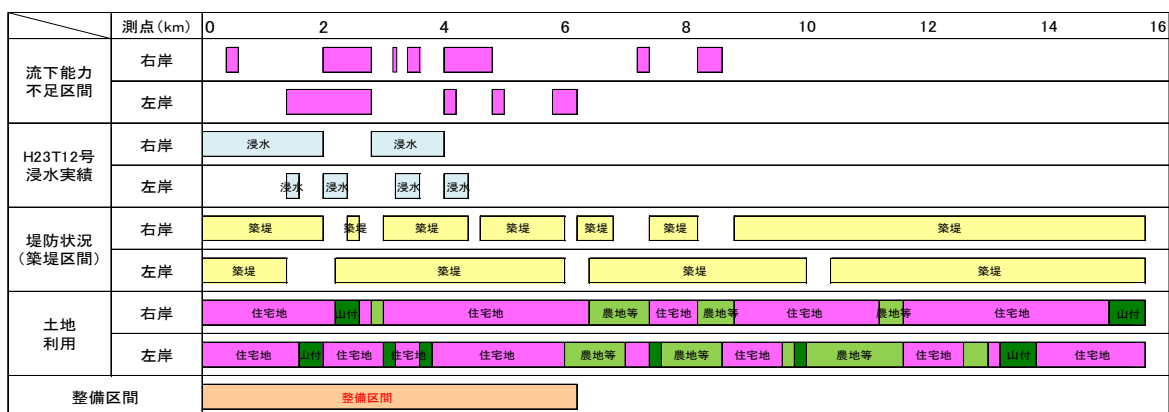 測点(km) 0 2 4 6 8 10 12 14 16
流下能力
不足区間
右岸
左岸
H23T12号
浸水実績
右岸 浸水 浸水
左岸 浸水 浸水 浸水 浸水
堤防状況
(築堤区間)
右岸 築堤 築堤 築堤 築堤 築堤 築堤 築堤
左岸 築堤 築堤 築堤 築堤
土地
利用
右岸 住宅地 山付 住宅地 農地等 住宅地 農地等 住宅地 農地等 住宅地 山付
左岸 住宅地 山付 住宅地 住宅地 住宅地 農地等 農地等 住宅地 農地等 住宅地 山付 住宅地
整備区間 整備区間